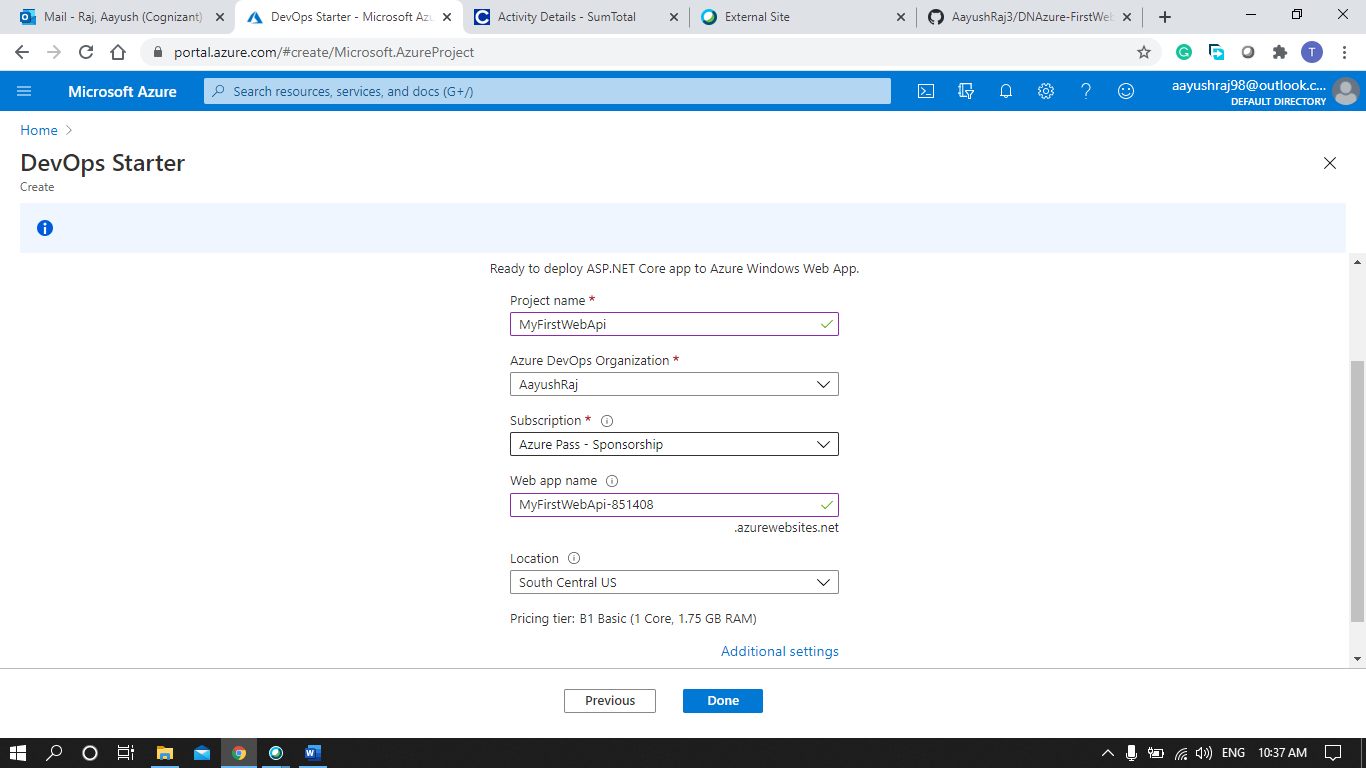 Mail - Raj, Aayush (Cognizant)
DevOps Starter - Microsoft Azu
Activity Details - SumTotal
External Site
AayushRaj3/DNAzure-FirstWeb
portal.azure.com/#create/Microsoft.AzureProject
T
Microsoft Azure
Search resources, services, and docs (G+/)
aayushraj98@outlook.c...
DEFAULT DIRECTORY
Home
DevOps Starter
Create
Ready to deploy ASP.NET Core app to Azure Windows Web App.
Project name *
MyFirstWebApi
Azure DevOps Organization *
AayushRaj
Subscription *
Azure Pass - Sponsorship
Web app name
MyFirstWebApi-851408
.azurewebsites.net
Location
South Central US
Pricing tier: B1 Basic (1 Core, 1.75 GB RAM)
Additional settings
Previous
Done
ENG
10:37 AM